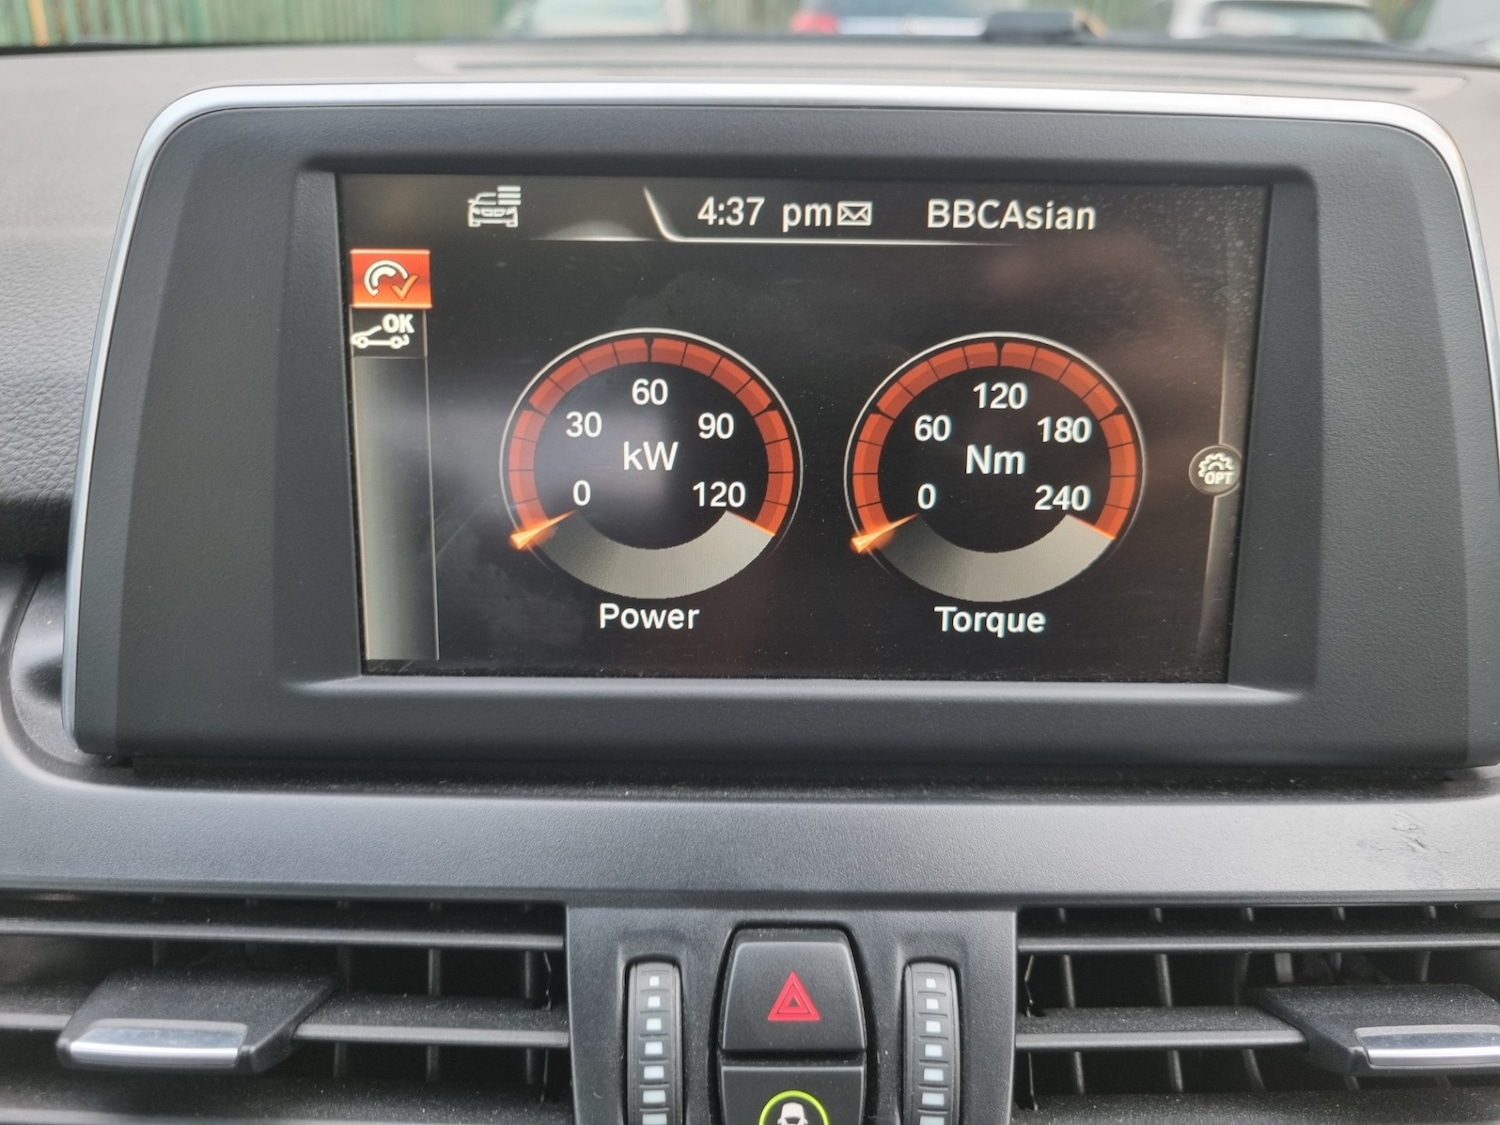 4:37 pm BBCAsian
OK
60
30 90
kW
0 120
Power
120
60 180
Nm
0 240
Torque
OPT